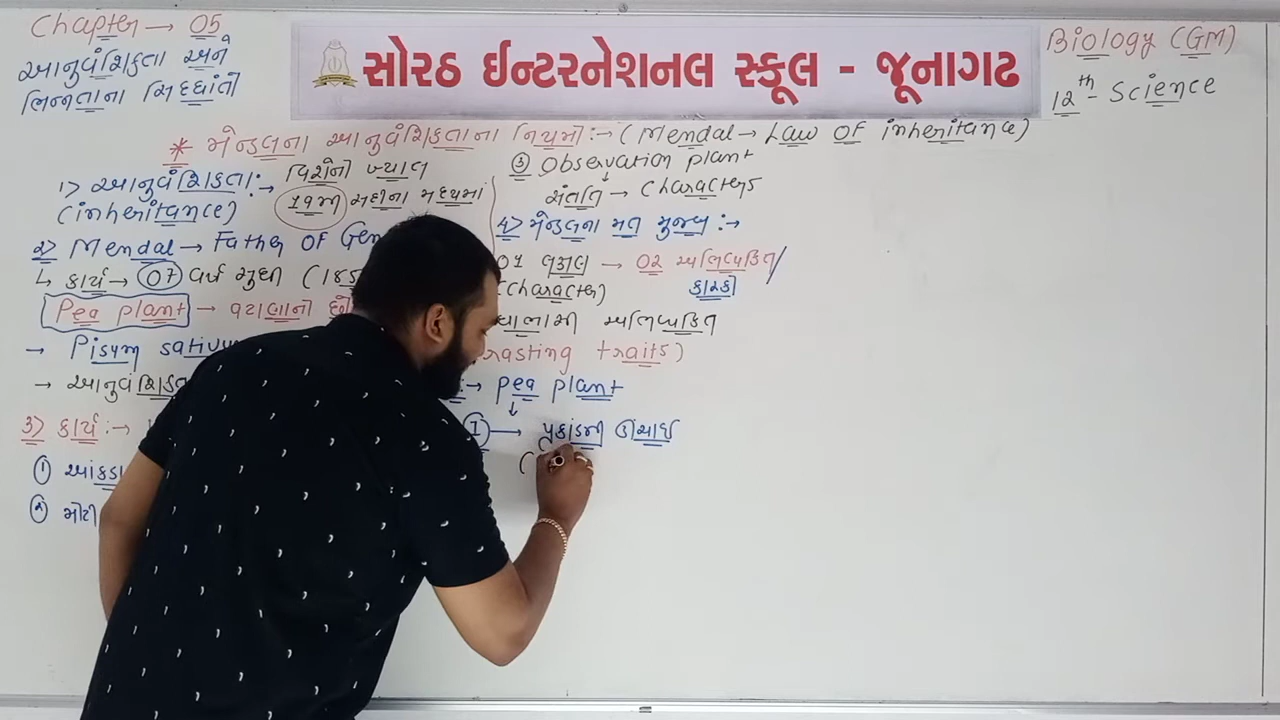 Chapter → 05
આનુવંશિકતા અને
ભિન્નતાના સિદ્ધાંતો
સોરઠ ઈન્ટરનેશનલ સ્કૂલ - જૂનાગઢ
Biology (GM)
12th - Science
* મેન્ડલના આનુવંશિકતાના નિયમો :→ (Mendal → Law OF inheritance)
1> આનુવંશિકતા :→ વિશેનો ખ્યાલ
(inheritance) 19મી સદીના મધ્યમાં
2> Mendal → Father OF Gen
↳ કાર્ય → 07 વર્ષ સુધી (185
Pea plant → વટાણાનો છો
→ Pisum sativu
→ આનુવંશિકત
3> કાર્ય :→
① આંકડા
② મોટી
③ Observation plant
↓
સંતતિ → Characters
4> મેન્ડલના મત મુજબ :→
01 લક્ષણ → 02 અભિવ્યક્તિ/
(Character) કારકો
અભિવ્યક્તિ
rasting traits)
:→ pea plant
↓
① → પ્રકાંડની ઊંચાઈ
(